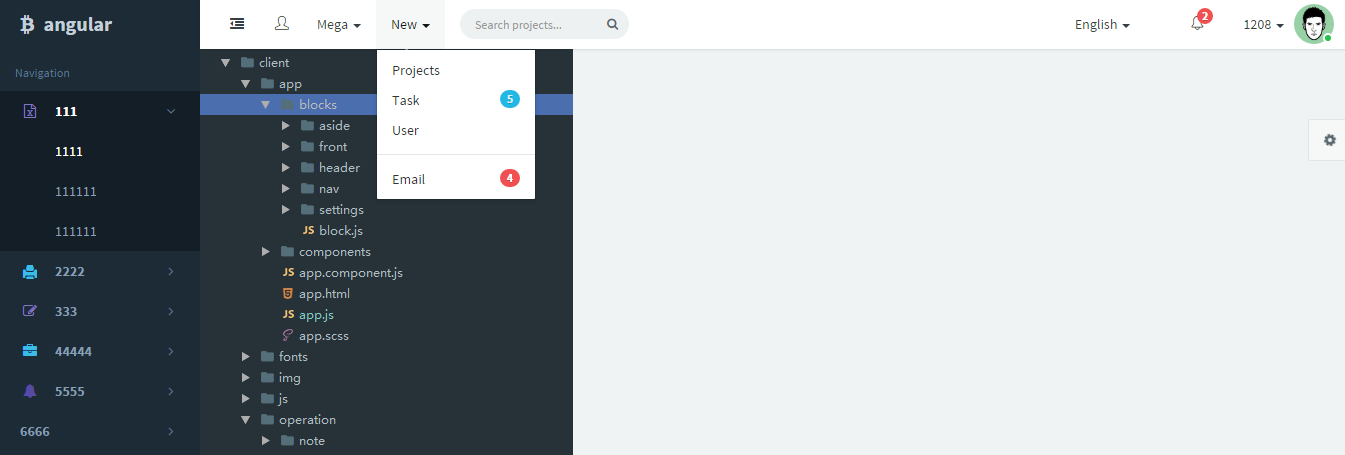 angular
Mega
New
Search projects...
English
2
1208
Navigation
111
1111
111111
111111
2222
333
44444
5555
6666
client
app
blocks
aside
front
header
nav
settings
JS block.js
components
JS app.component.js
app.html
JS app.js
app.scss
fonts
img
js
operation
note
Projects
Task 5
User
Email 4